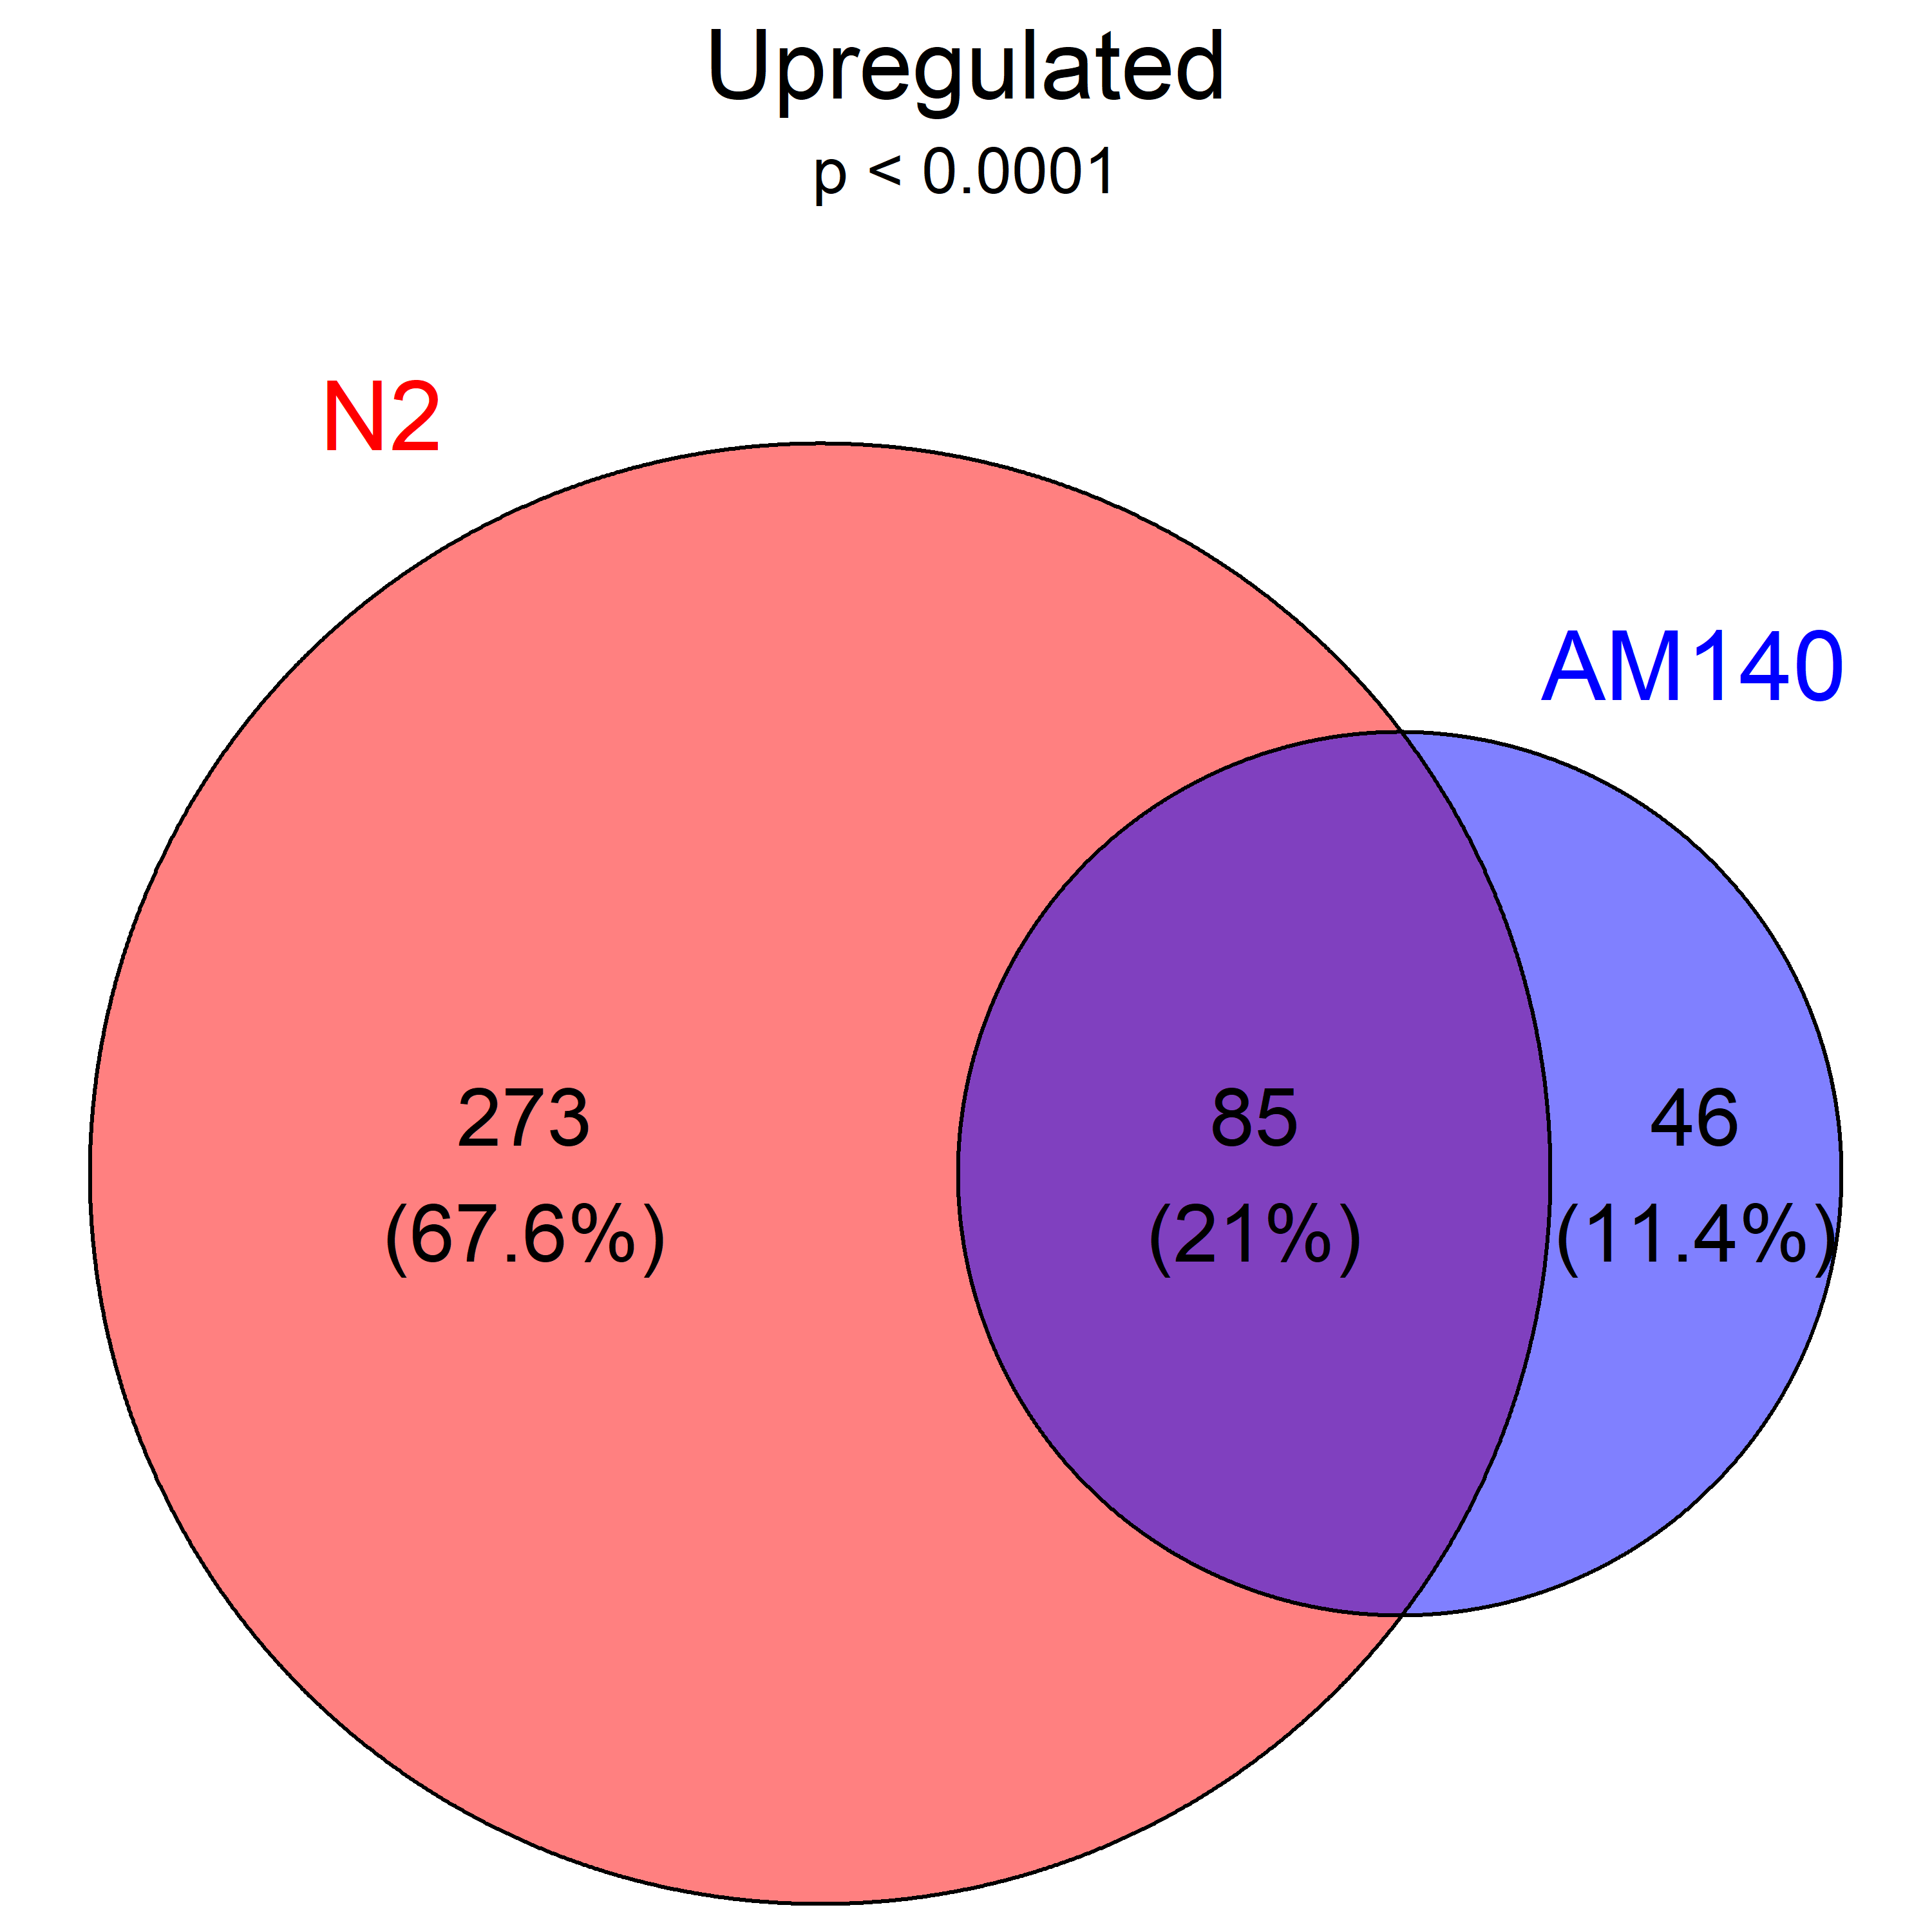 Upregulated
p < 0.0001
N2
AM140
273
(67.6%)
85
(21%)
46
(11.4%)